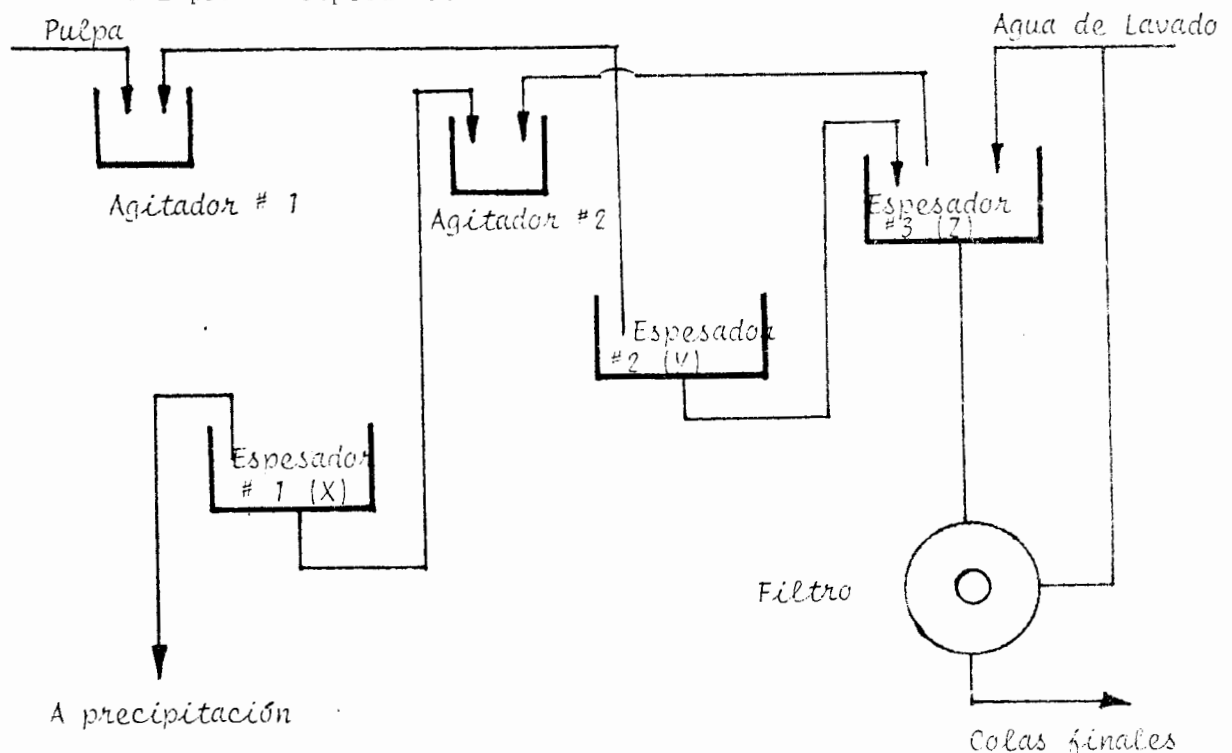 Pulpa
Agua de Lavado
Agitador # 1
Agitador #2
Espesador
#3 (Z)
Espesador
#2 (Y)
Espesador
# 1 (X)
Filtro
A precipitación
Colas finales